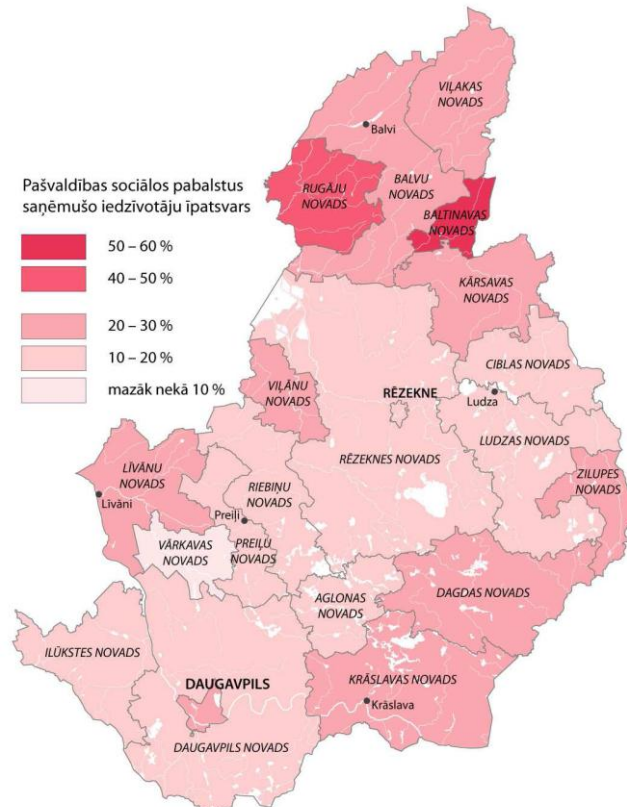 VIĻAKAS
NOVADS
Balvi
Pašvaldības sociālos pabalstus
saņēmušo iedzīvotāju īpatsvars
50 – 60 %
40 – 50 %
20 – 30 %
10 – 20 %
mazāk nekā 10 %
RUGĀJU
NOVADS
BALVU
NOVADS
BALTINAVAS
NOVADS
KĀRSAVAS
NOVADS
CIBLAS NOVADS
VIĻĀNU
NOVADS
RĒZEKNE
Ludza
LUDZAS NOVADS
RĒZEKNES NOVADS
ZILUPES
NOVADS
LĪVĀNU
NOVADS
Līvāni
RIEBIŅU
NOVADS
Preiļi
PREIĻU
NOVADS
VĀRKAVAS
NOVADS
AGLONAS
NOVADS
DAGDAS NOVADS
ILŪKSTES NOVADS
DAUGAVPILS
KRĀSLAVAS NOVADS
Krāslava
DAUGAVPILS NOVADS